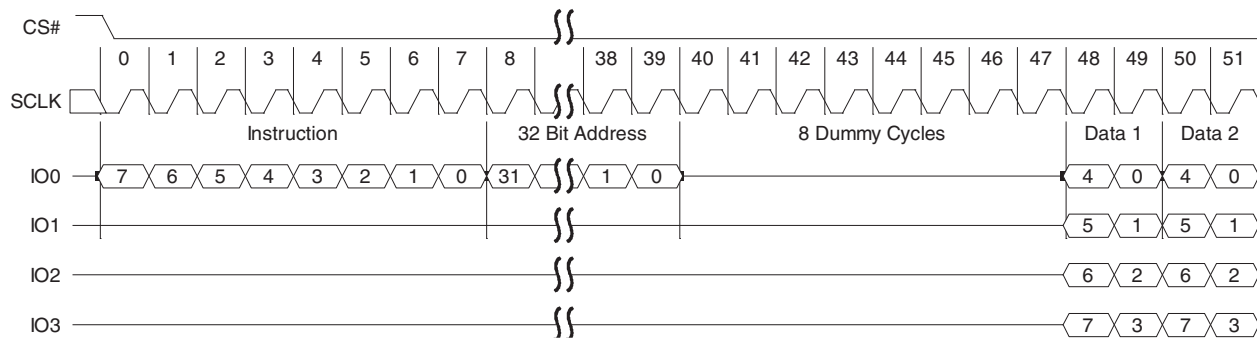 CS#
0 1 2 3 4 5 6 7 8 38 39 40 41 42 43 44 45 46 47 48 49 50 51
SCLK
Instruction 32 Bit Address 8 Dummy Cycles Data 1 Data 2
IO0 7 6 5 4 3 2 1 0 31 1 0 4 0 4 0
IO1 5 1 5 1
IO2 6 2 6 2
IO3 7 3 7 3